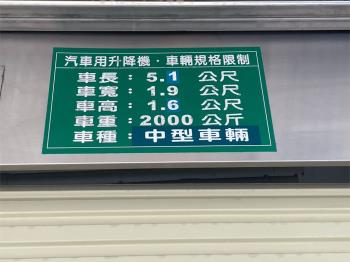 汽車用升降機·車輛規格限制
車長：5.1 公尺
車寬：1.9 公尺
車高：1.6 公尺
車重：2000 公斤
車種：中型車輛